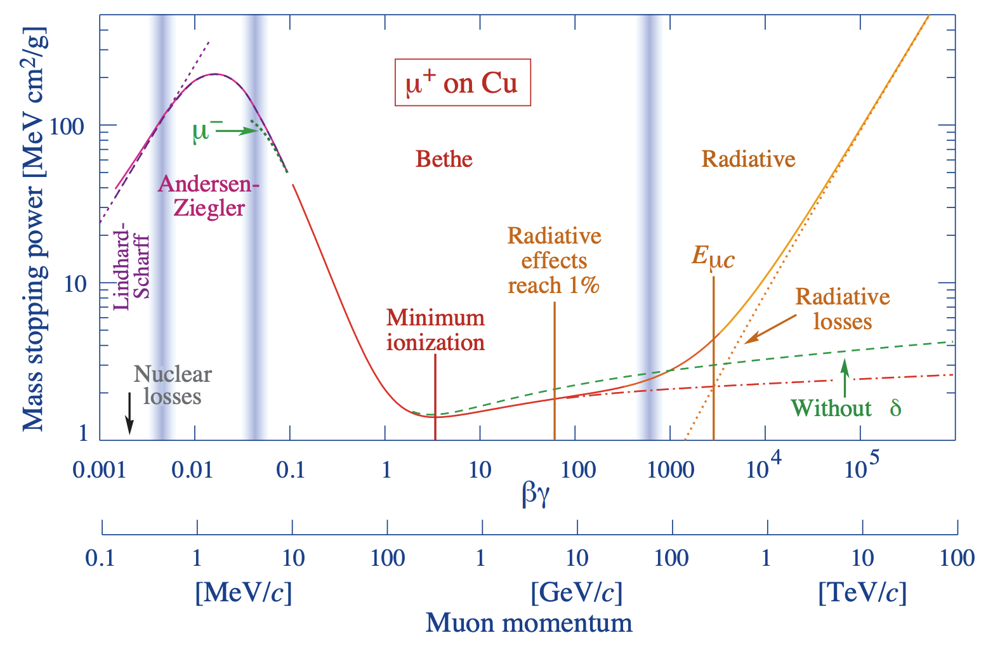 Mass stopping power [MeV cm²/g]
100
10
1
μ⁺ on Cu
μ⁻
Bethe
Radiative
Andersen-
Ziegler
Lindhard-
Scharff
Radiative
effects
reach 1%
Eμc
Minimum
ionization
Radiative
losses
Nuclear
losses
Without δ
0.001 0.01 0.1 1 10 100 1000 10⁴ 10⁵
βγ
0.1 1 10 100 1 10 100 1 10 100
[MeV/c] [GeV/c] [TeV/c]
Muon momentum